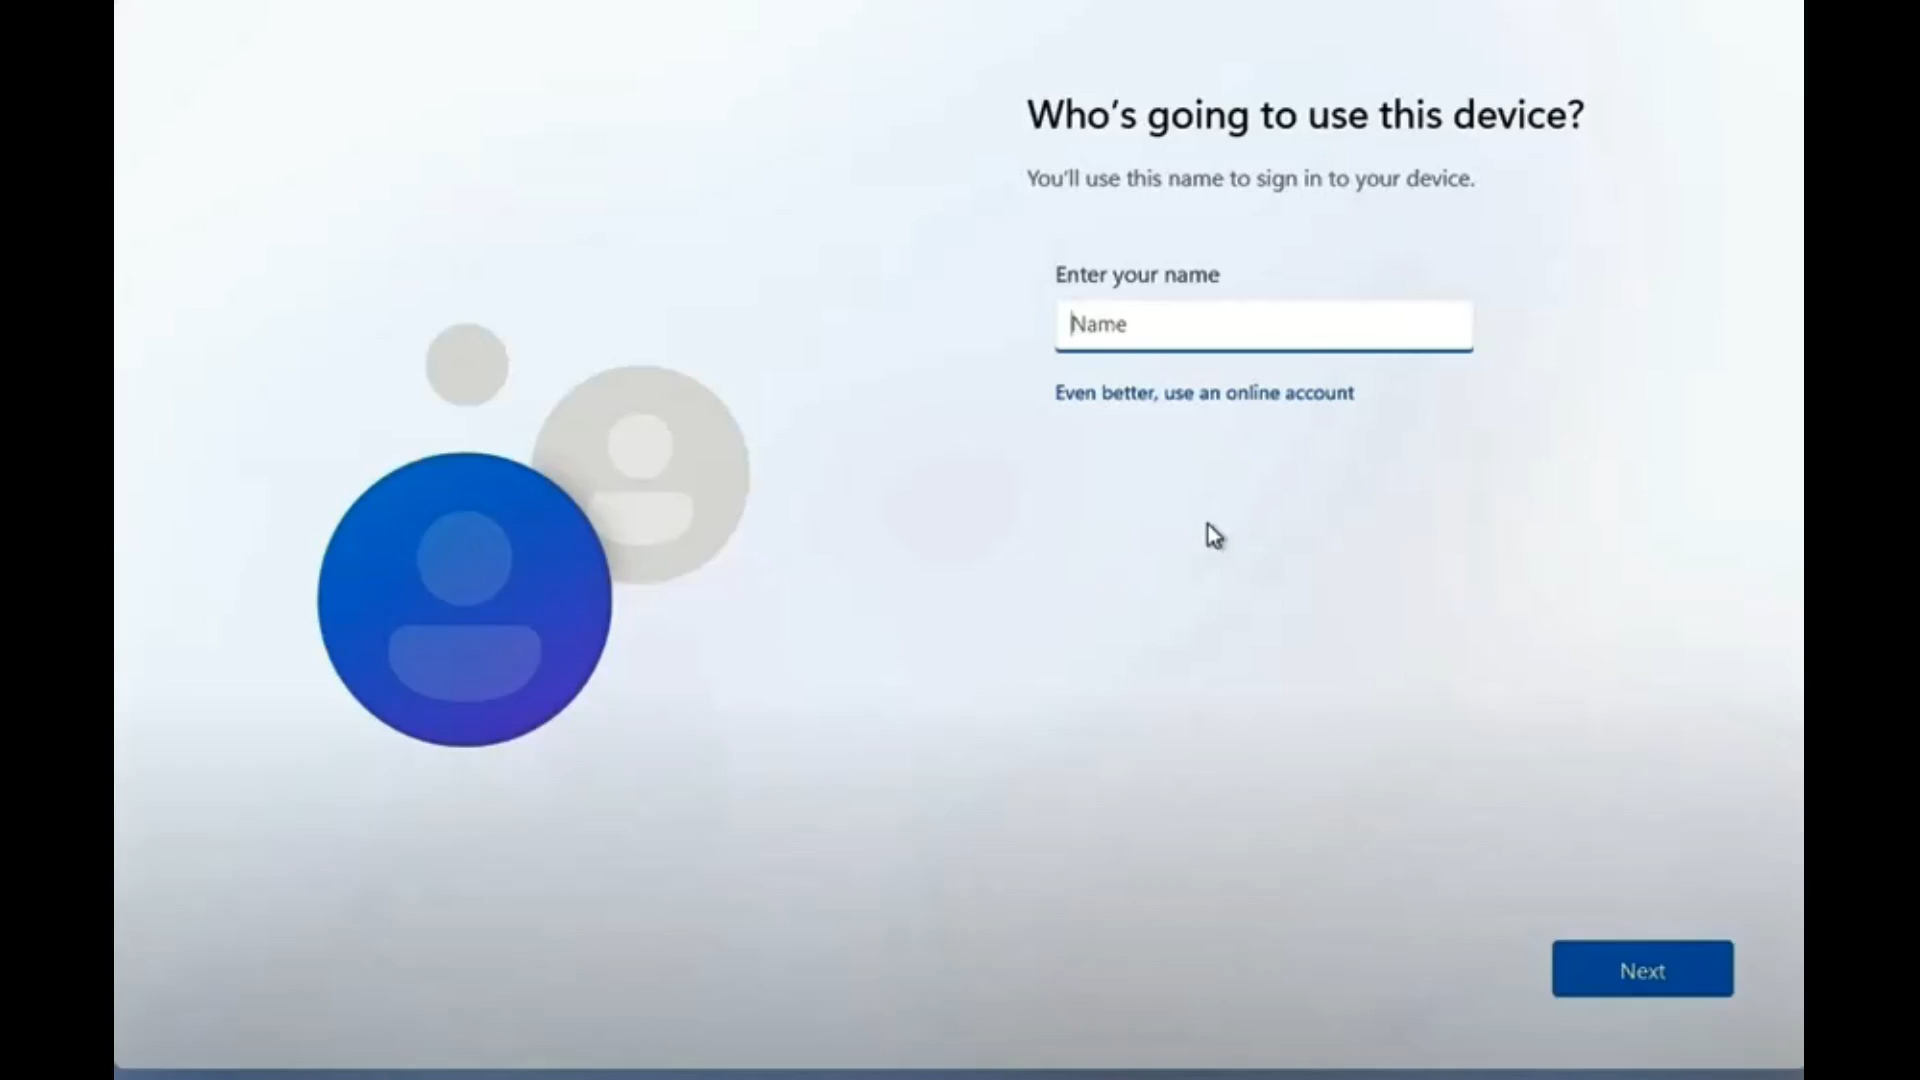 Who's going to use this device?
You'll use this name to sign in to your device.
Enter your name
Name
Even better, use an online account
Next